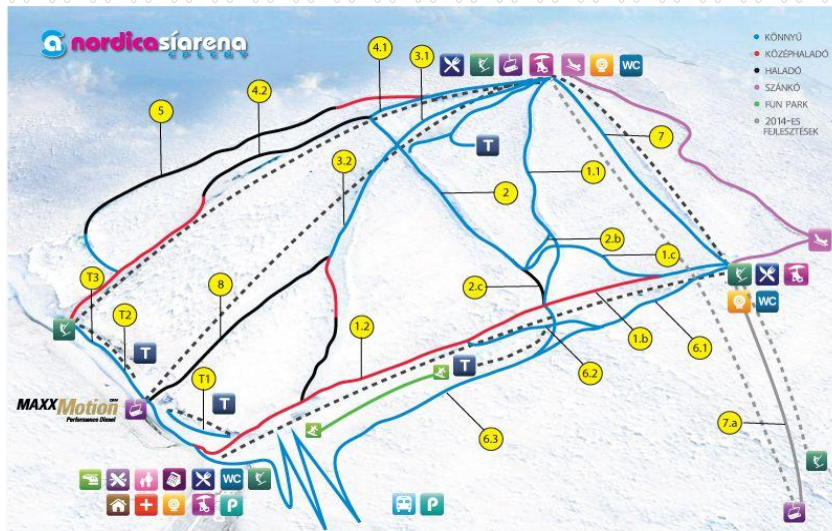 nordicasíarena
EPLÉNY
KÖNNYŰ
KÖZÉPHALADÓ
HALADÓ
SZÁNKÓ
FUN PARK
2014-ES
FEJLESZTÉSEK
4.1
3.1
WC
4.2
5
7
T
3.2
2
1.1
2.b
1.c
T3
8
2.c
WC
T2
1.2
1.b
6.1
T
T
6.2
T1
T
MAXXMotion
Performance Diesel
6.3
7.a
WC
P
P